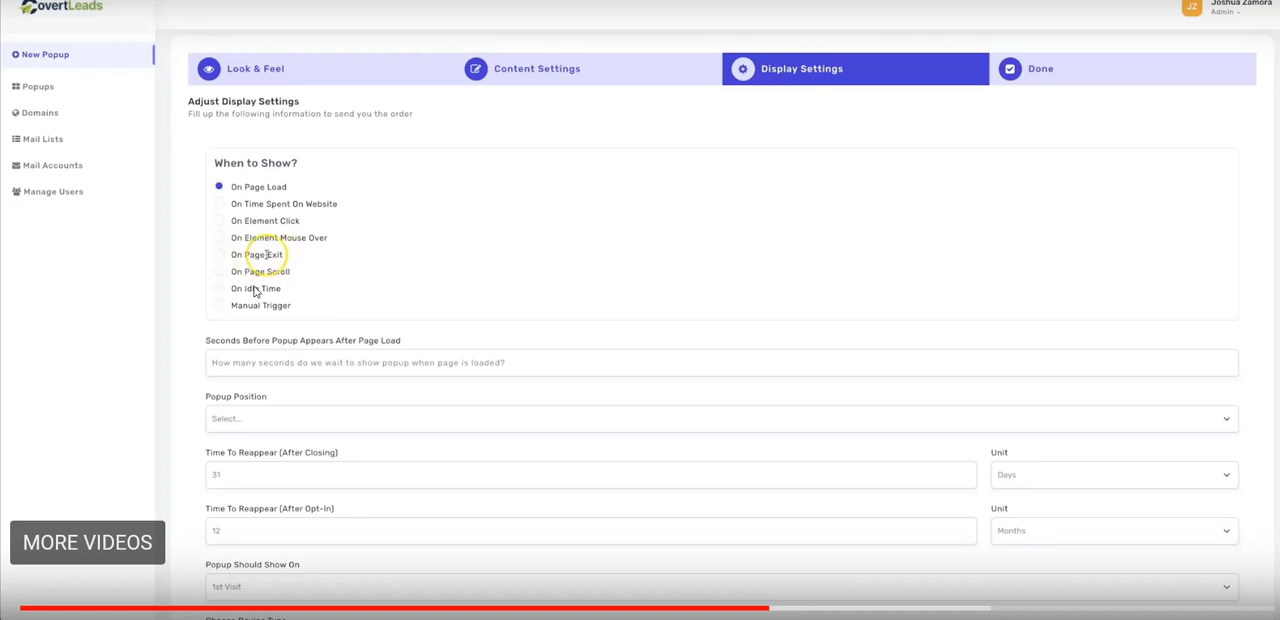 CovertLeads
Joshua Zamora
Admin
JZ
New Popup
Popups
Domains
Mail Lists
Mail Accounts
Manage Users
Look & Feel
Content Settings
Display Settings
Done
Adjust Display Settings
Fill up the following information to send you the order
When to Show?
On Page Load
On Time Spent On Website
On Element Click
On Element Mouse Over
On Page Exit
On Page Scroll
On Idle Time
Manual Trigger
Seconds Before Popup Appears After Page Load
How many seconds do we wait to show popup when page is loaded?
Popup Position
Select...
Time To Reappear (After Closing)
Unit
31
Days
Time To Reappear (After Opt-In)
Unit
12
Months
MORE VIDEOS
Popup Should Show On
1st Visit
Choose Device Type